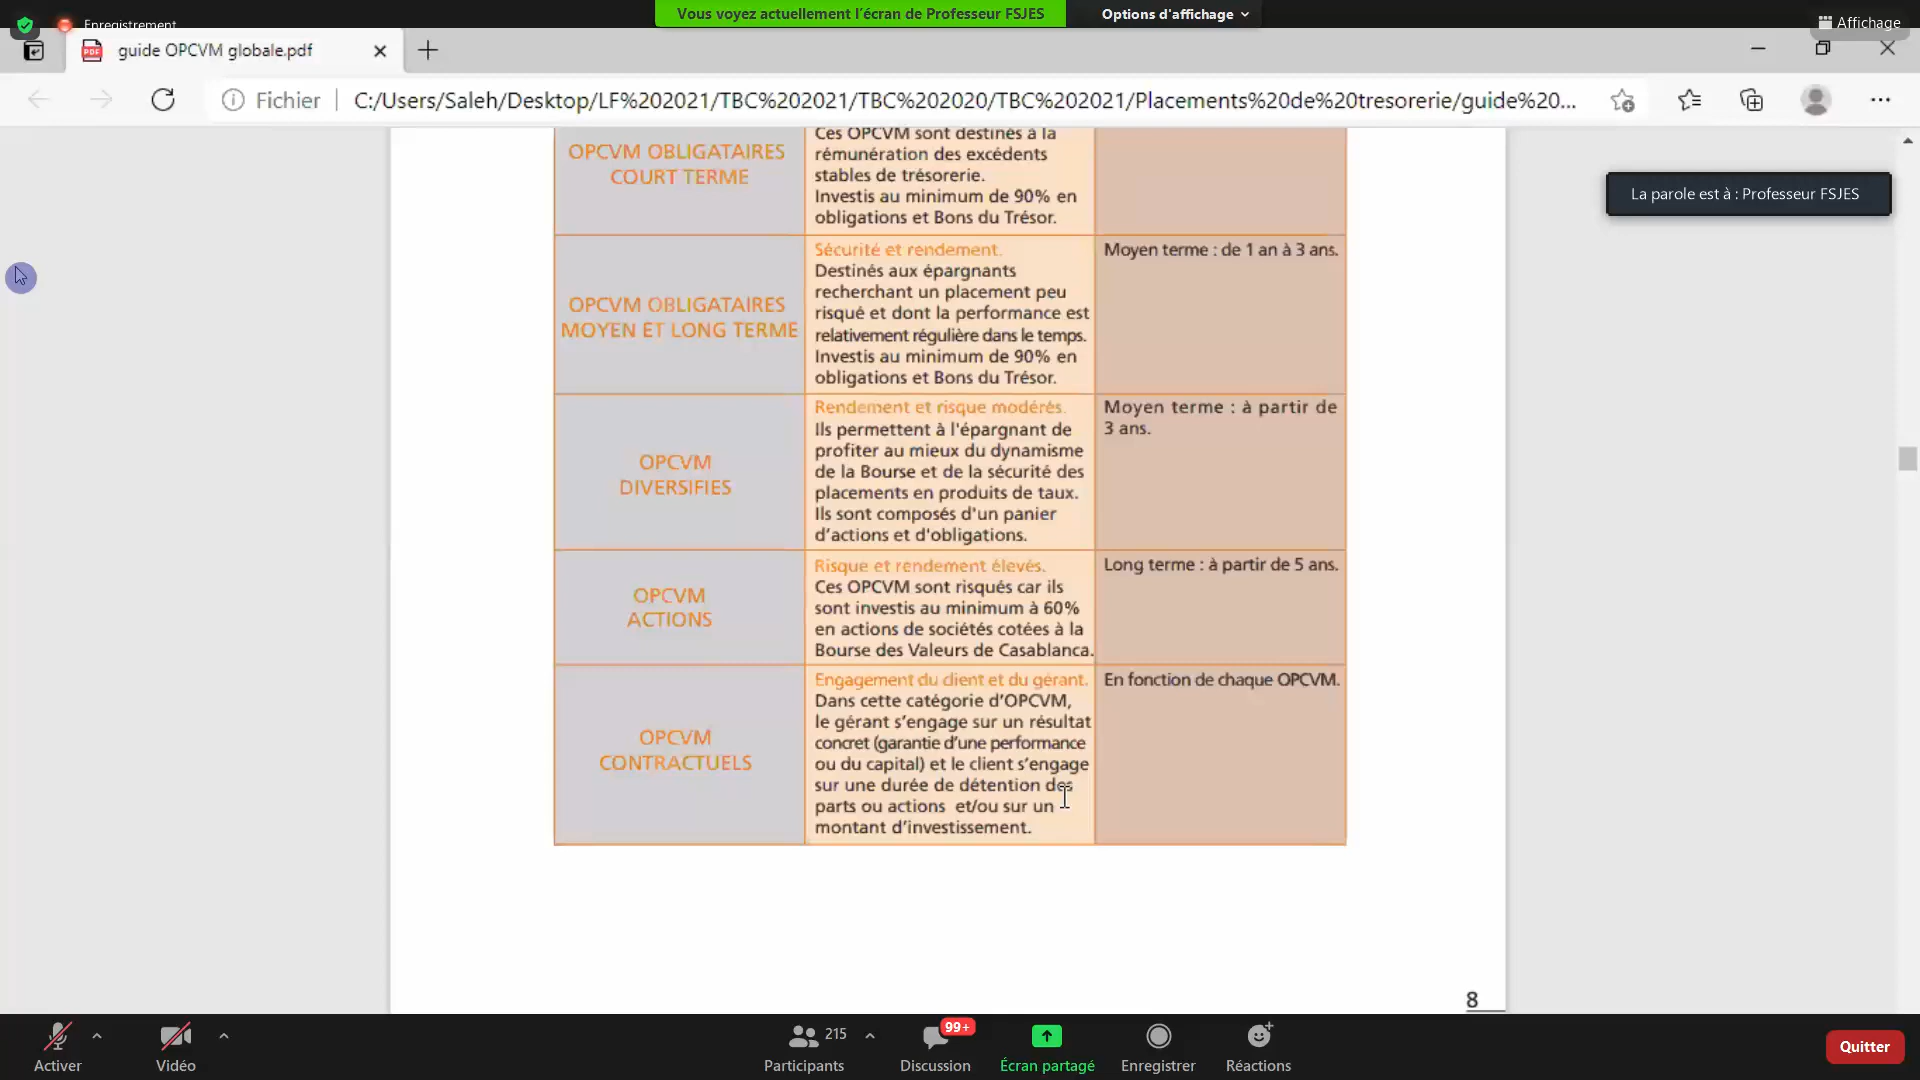 Enregistrement
Vous voyez actuellement l'écran de Professeur FSJES
Options d'affichage
Affichage
guide OPCVM globale.pdf
Fichier
C:/Users/Saleh/Desktop/LF%202021/TBC%202021/TBC%202020/TBC%202021/Placements%20de%20tresorerie/guide%20...
La parole est à : Professeur FSJES
OPCVM OBLIGATAIRES
COURT TERME
Ces OPCVM sont destinés à la
rémunération des excédents
stables de trésorerie.
Investis au minimum de 90% en
obligations et Bons du Trésor.
OPCVM OBLIGATAIRES
MOYEN ET LONG TERME
Sécurité et rendement.
Destinés aux épargnants
recherchant un placement peu
risqué et dont la performance est
relativement régulière dans le temps.
Investis au minimum de 90% en
obligations et Bons du Trésor.
Moyen terme : de 1 an à 3 ans.
OPCVM
DIVERSIFIES
Rendement et risque modérés.
Ils permettent à l'épargnant de
profiter au mieux du dynamisme
de la Bourse et de la sécurité des
placements en produits de taux.
Ils sont composés d'un panier
d'actions et d'obligations.
Moyen terme : à partir de
3 ans.
OPCVM
ACTIONS
Risque et rendement élevés.
Ces OPCVM sont risqués car ils
sont investis au minimum à 60%
en actions de sociétés cotées à la
Bourse des Valeurs de Casablanca.
Long terme : à partir de 5 ans.
OPCVM
CONTRACTUELS
Engagement du client et du gérant.
Dans cette catégorie d'OPCVM,
le gérant s'engage sur un résultat
concret (garantie d'une performance
ou du capital) et le client s'engage
sur une durée de détention des
parts ou actions et/ou sur un
montant d'investissement.
En fonction de chaque OPCVM.
8
Activer
Vidéo
Participants
215
Discussion
99+
Écran partagé
Enregistrer
Réactions
Quitter